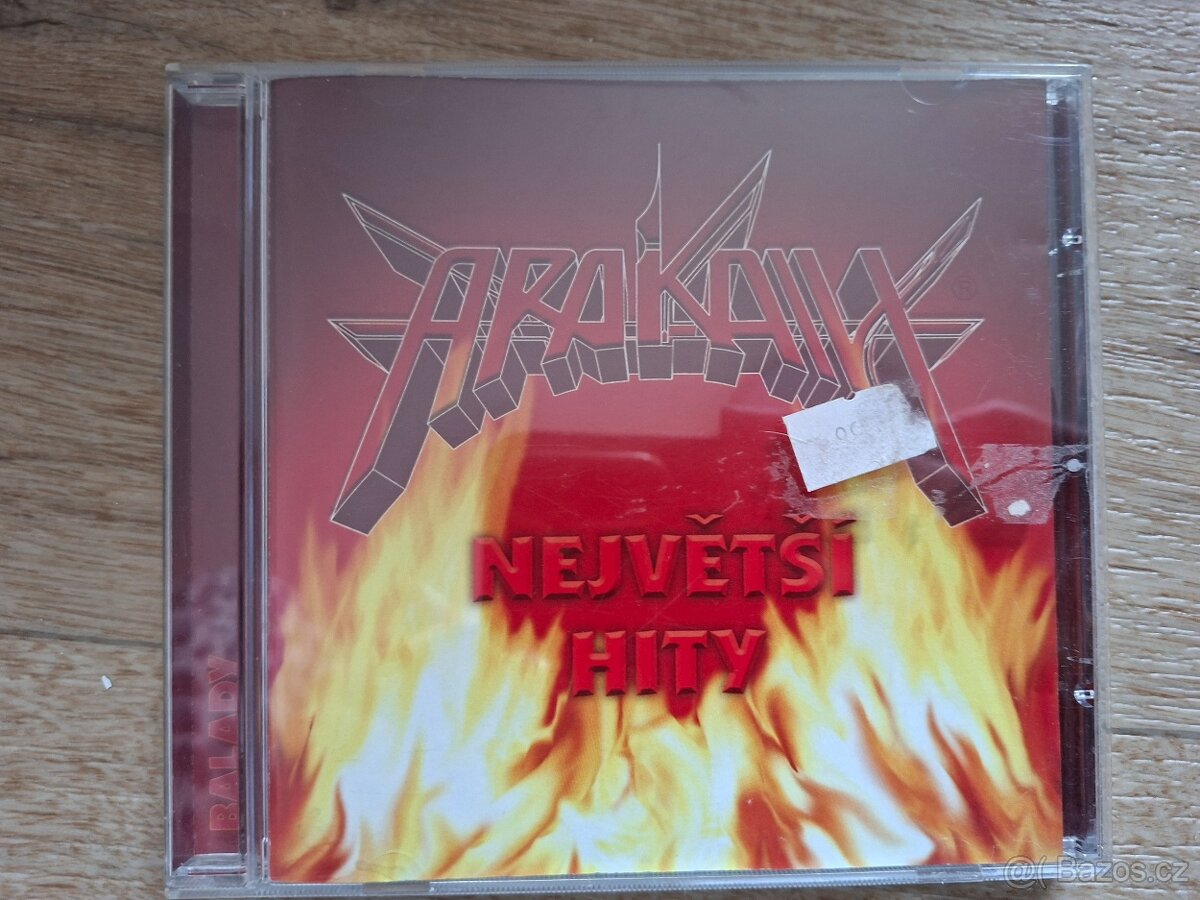 ARAKAIN
®
NEJVĚTŠÍ
HITY
BALADY
@( Bazos.cz